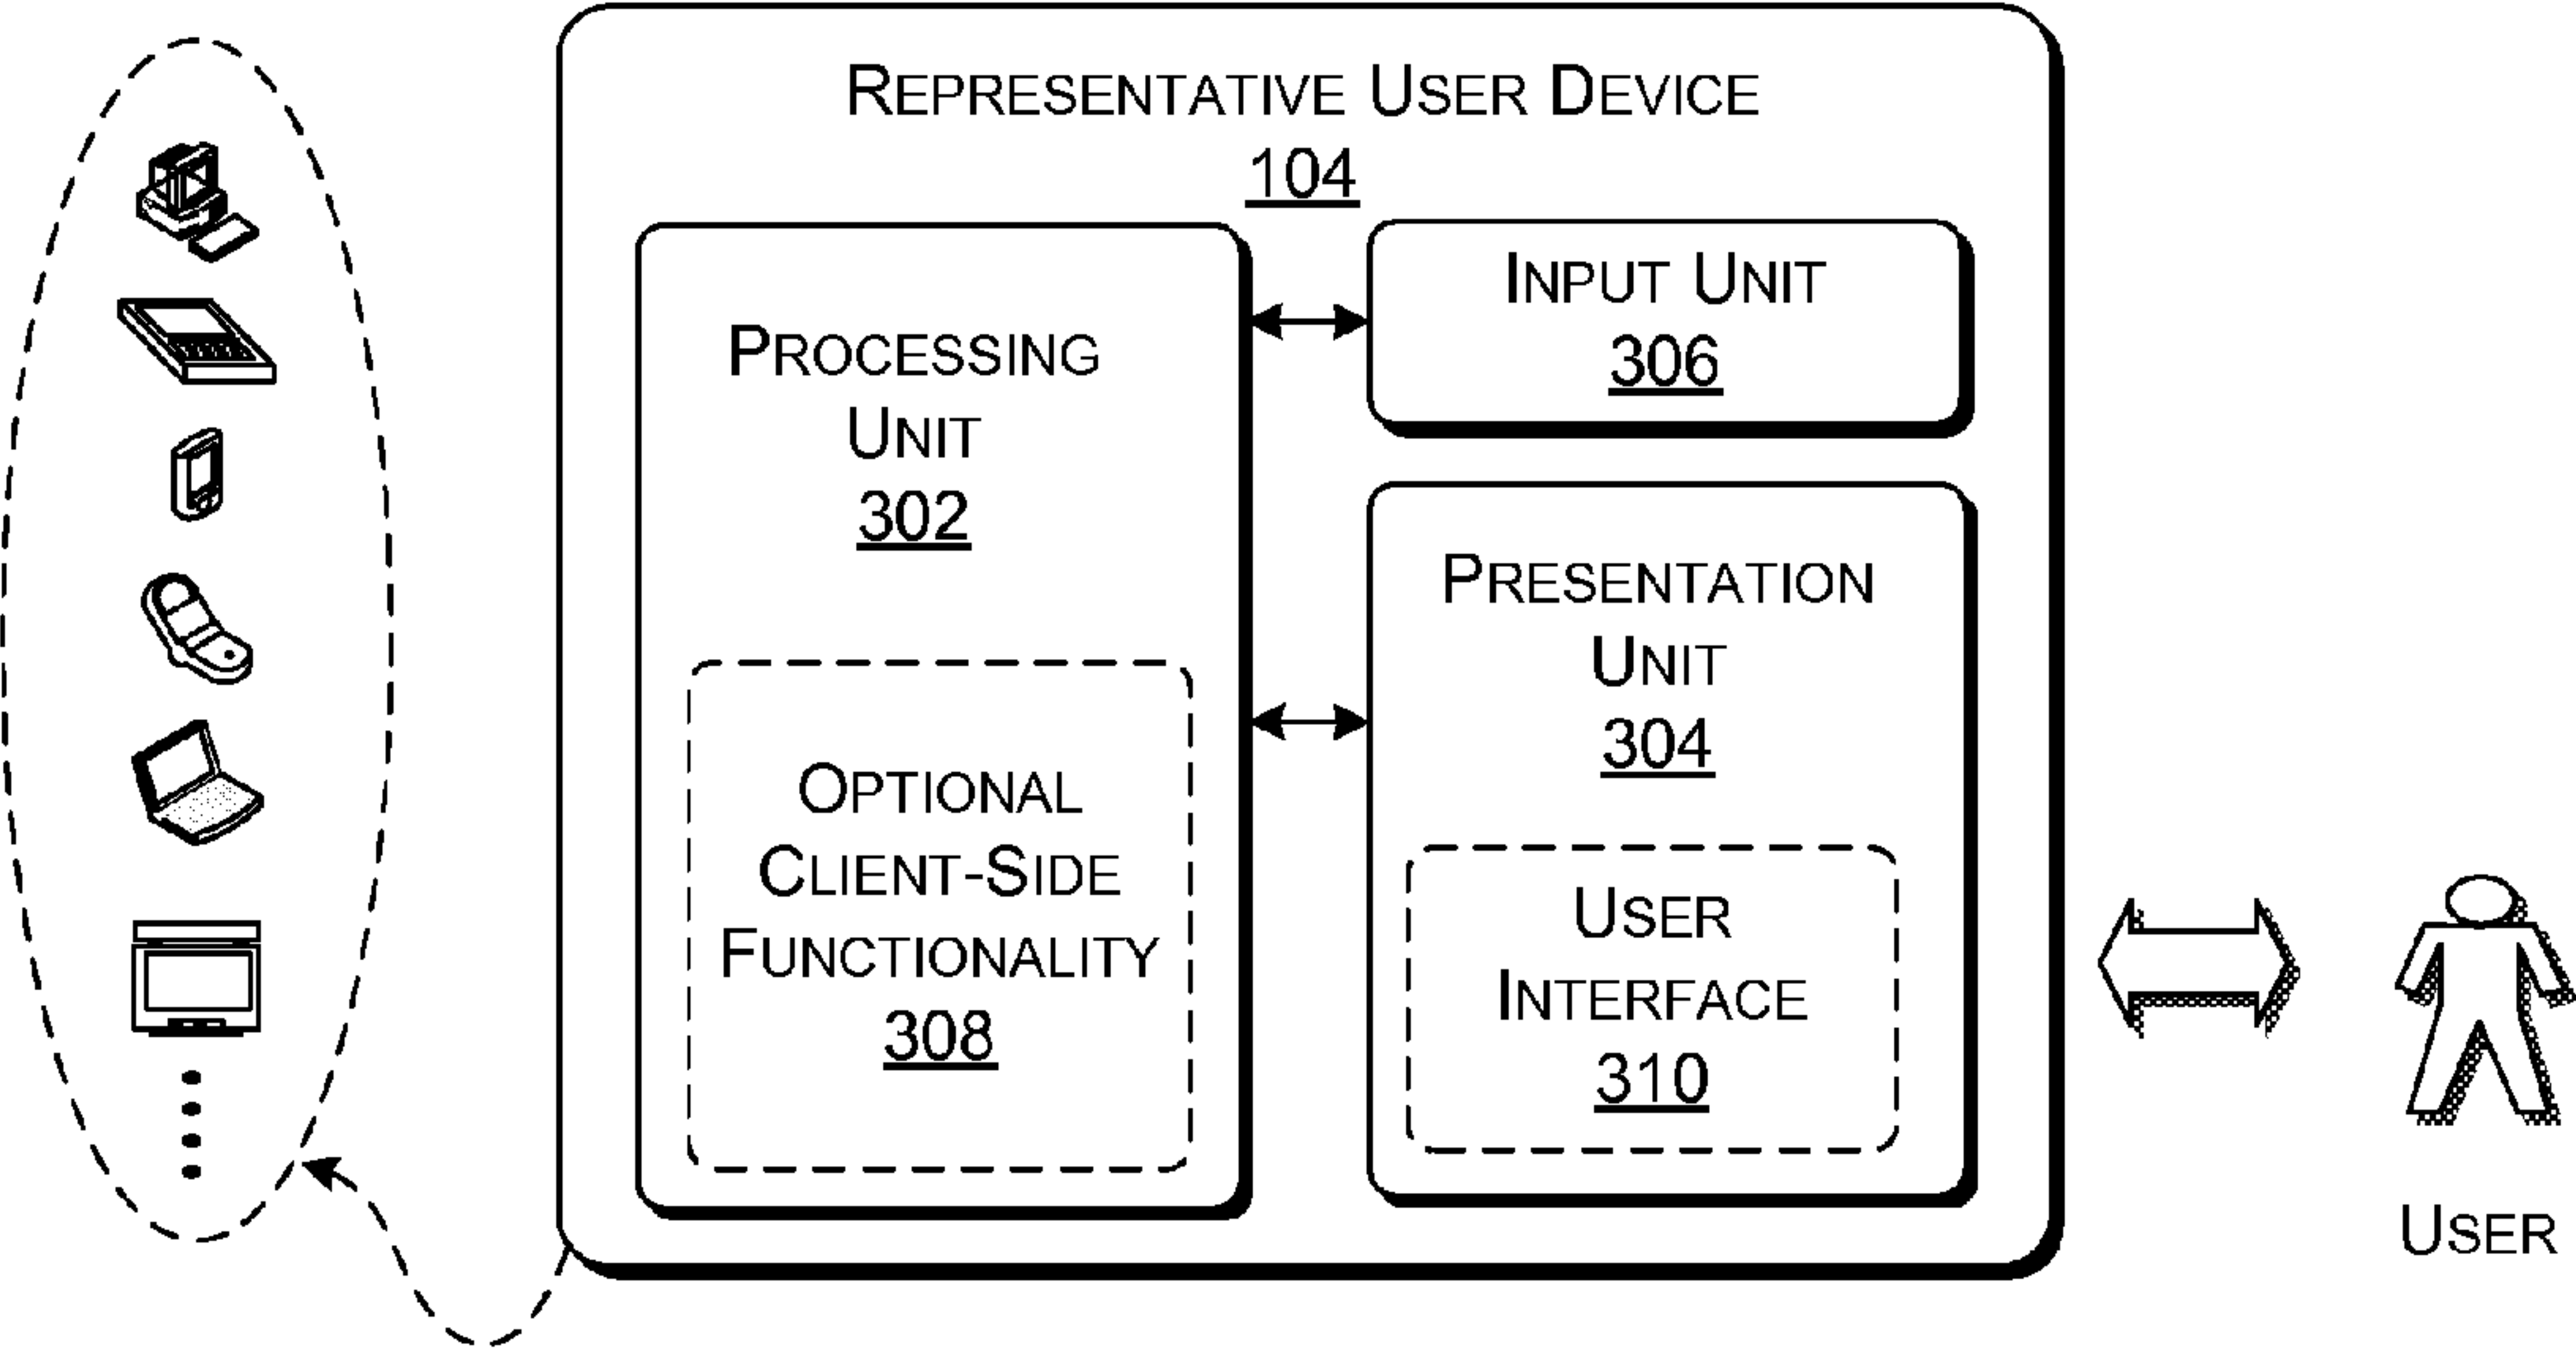 REPRESENTATIVE USER DEVICE
104
PROCESSING
UNIT
302
OPTIONAL
CLIENT-SIDE
FUNCTIONALITY
308
INPUT UNIT
306
PRESENTATION
UNIT
304
USER
INTERFACE
310
USER